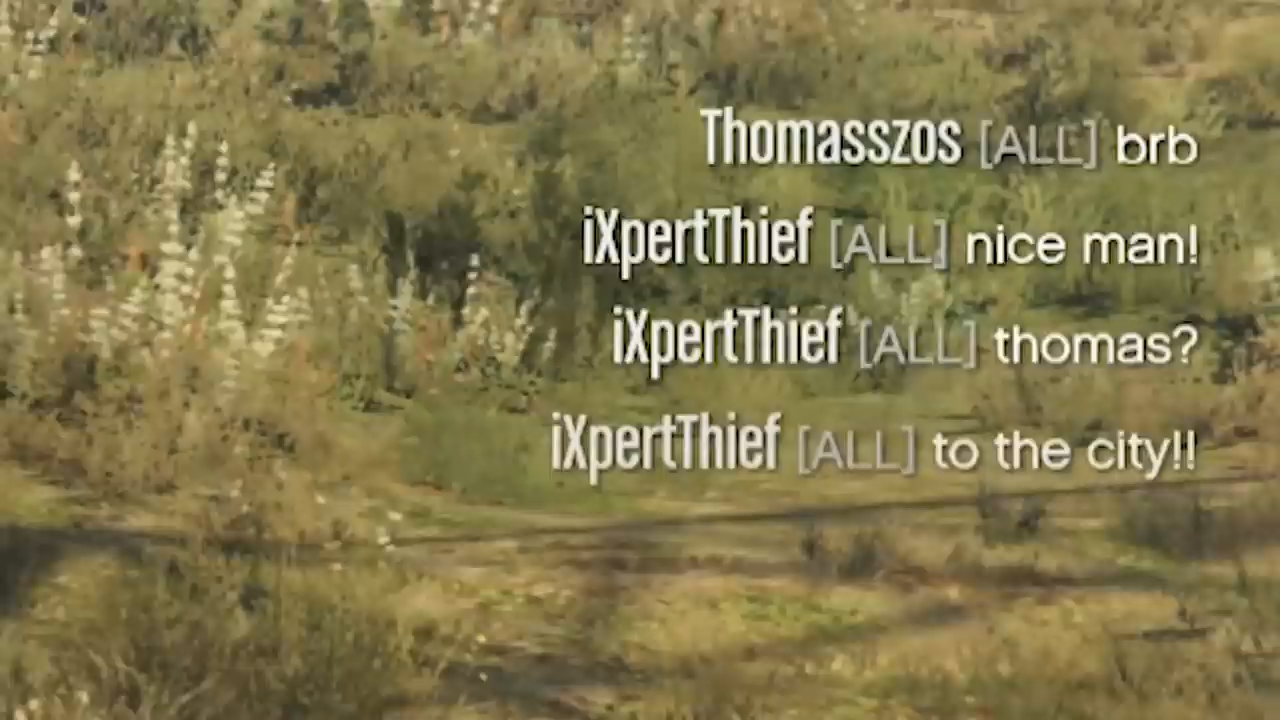 Thomasszos [ALL] brb
iXpertThief [ALL] nice man!
iXpertThief [ALL] thomas?
iXpertThief [ALL] to the city!!